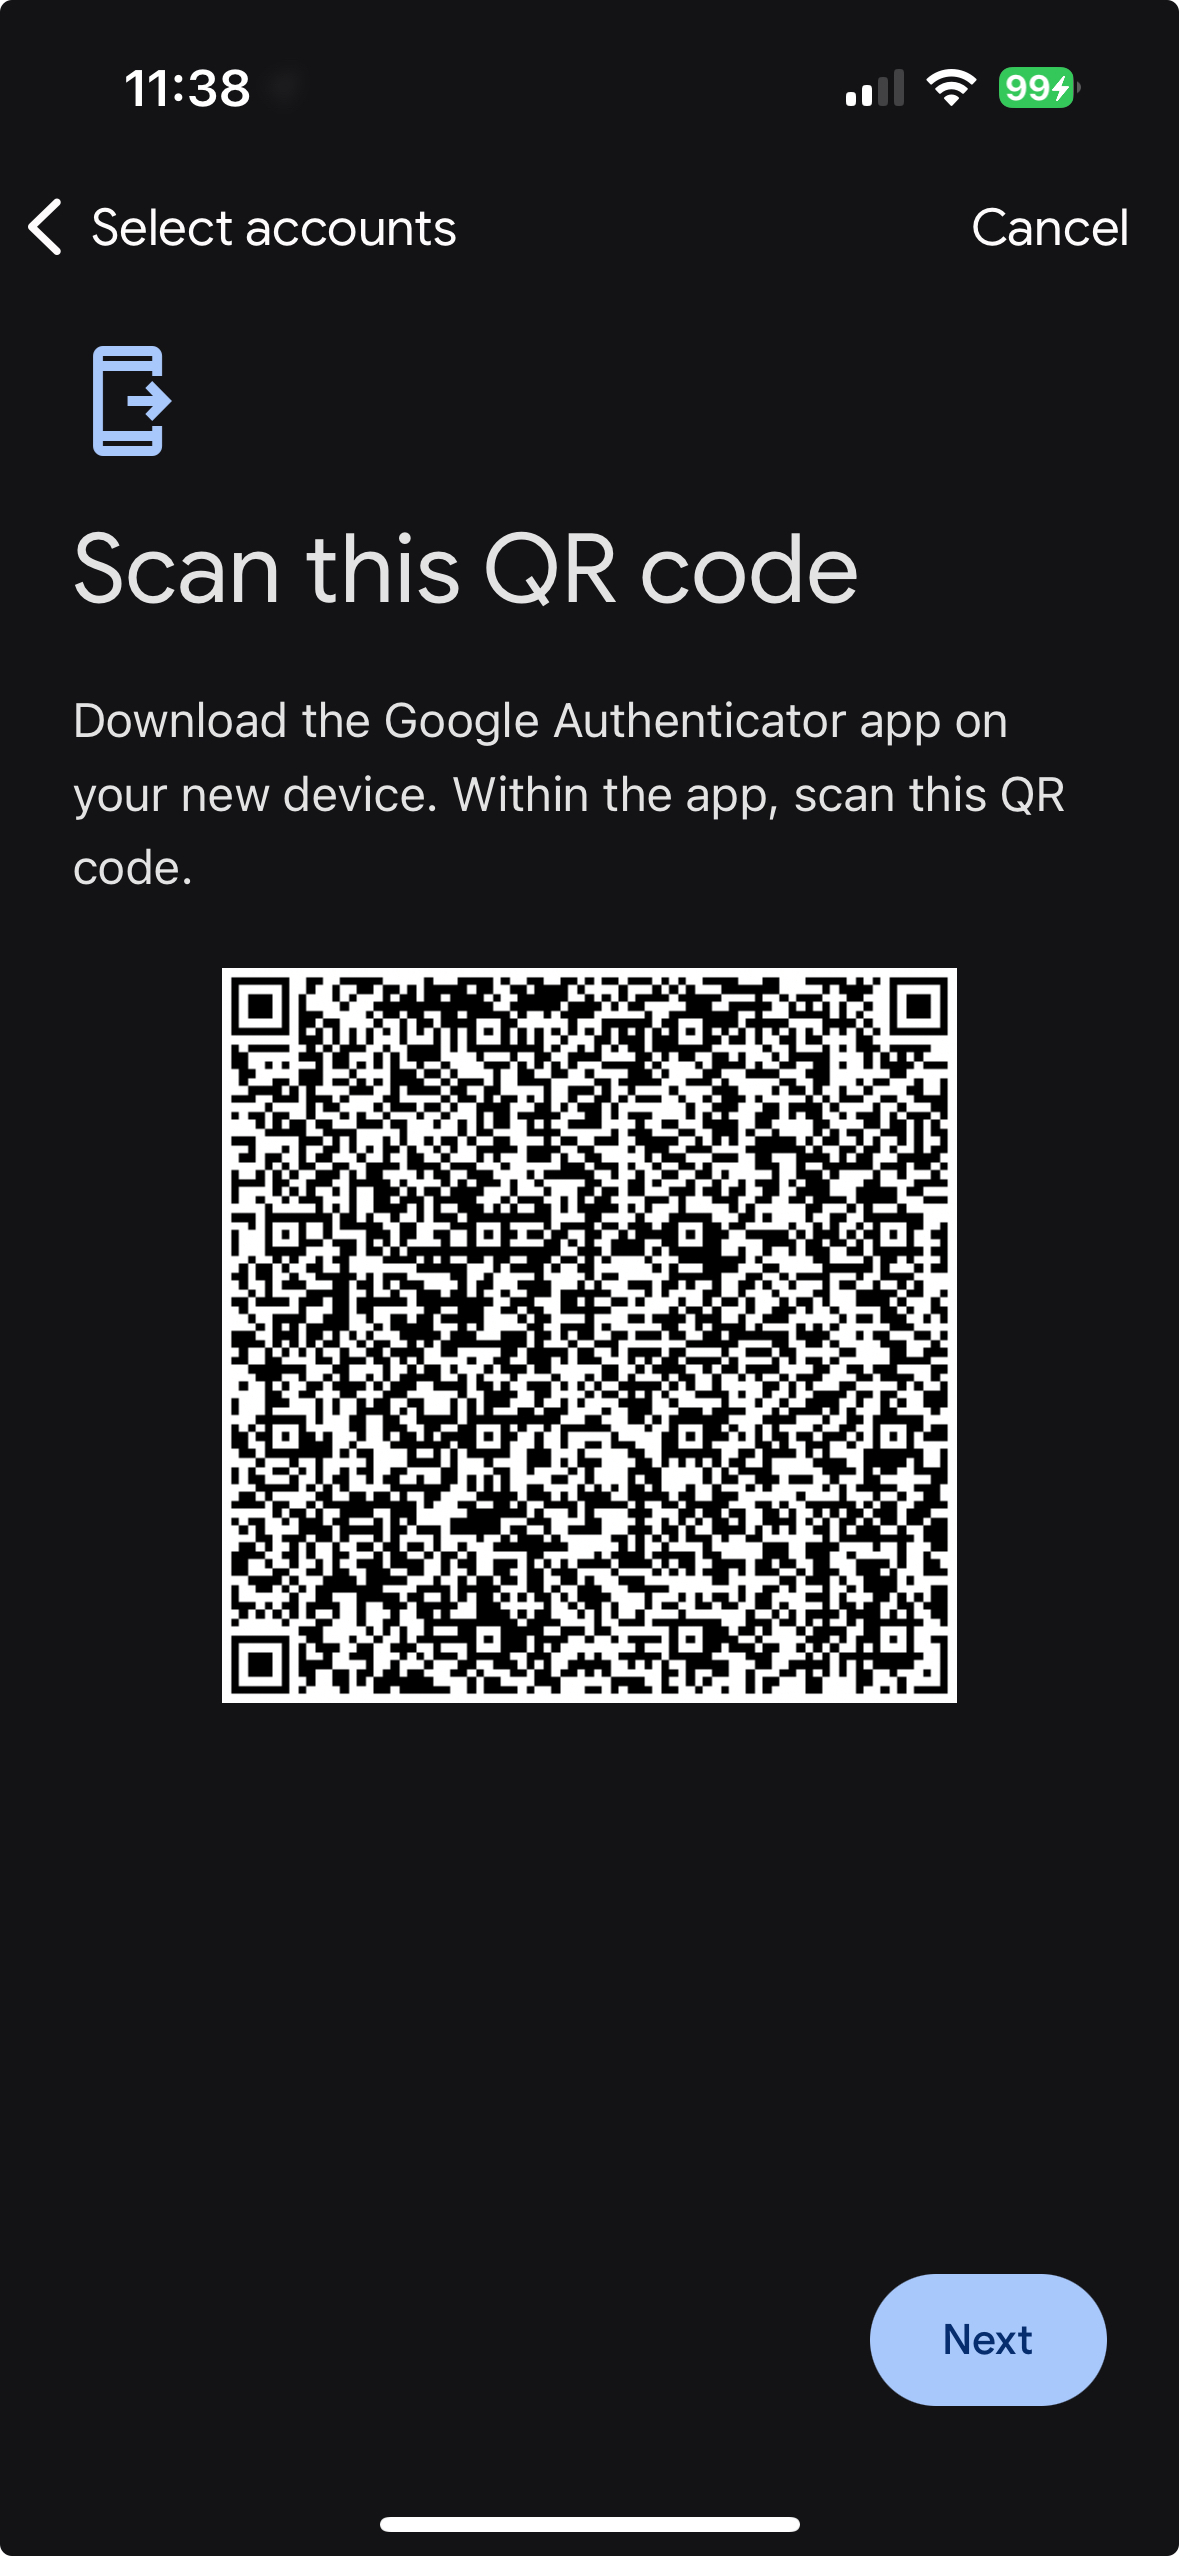 11:38
99
Select accounts
Cancel
Scan this QR code
Download the Google Authenticator app on
your new device. Within the app, scan this QR
code.
Next